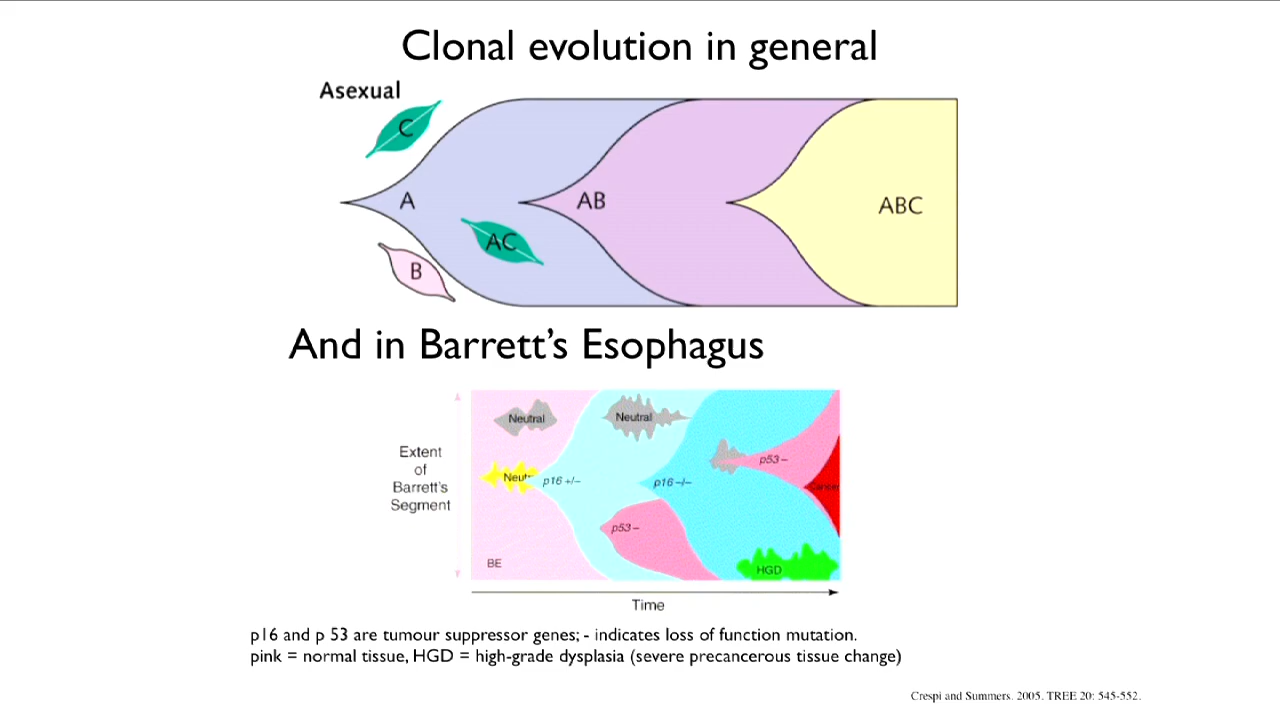 Clonal evolution in general
Asexual
C
A
AB
ABC
AC
B
And in Barrett's Esophagus
Neutral
Neutral
p53–
Neut
p16 +/–
p16 –/–
Cancer
p53–
BE
HGD
Extent
of
Barrett's
Segment
Time
p16 and p 53 are tumour suppressor genes; - indicates loss of function mutation.
pink = normal tissue, HGD = high-grade dysplasia (severe precancerous tissue change)
Crespi and Summers. 2005. TREE 20: 545-552.